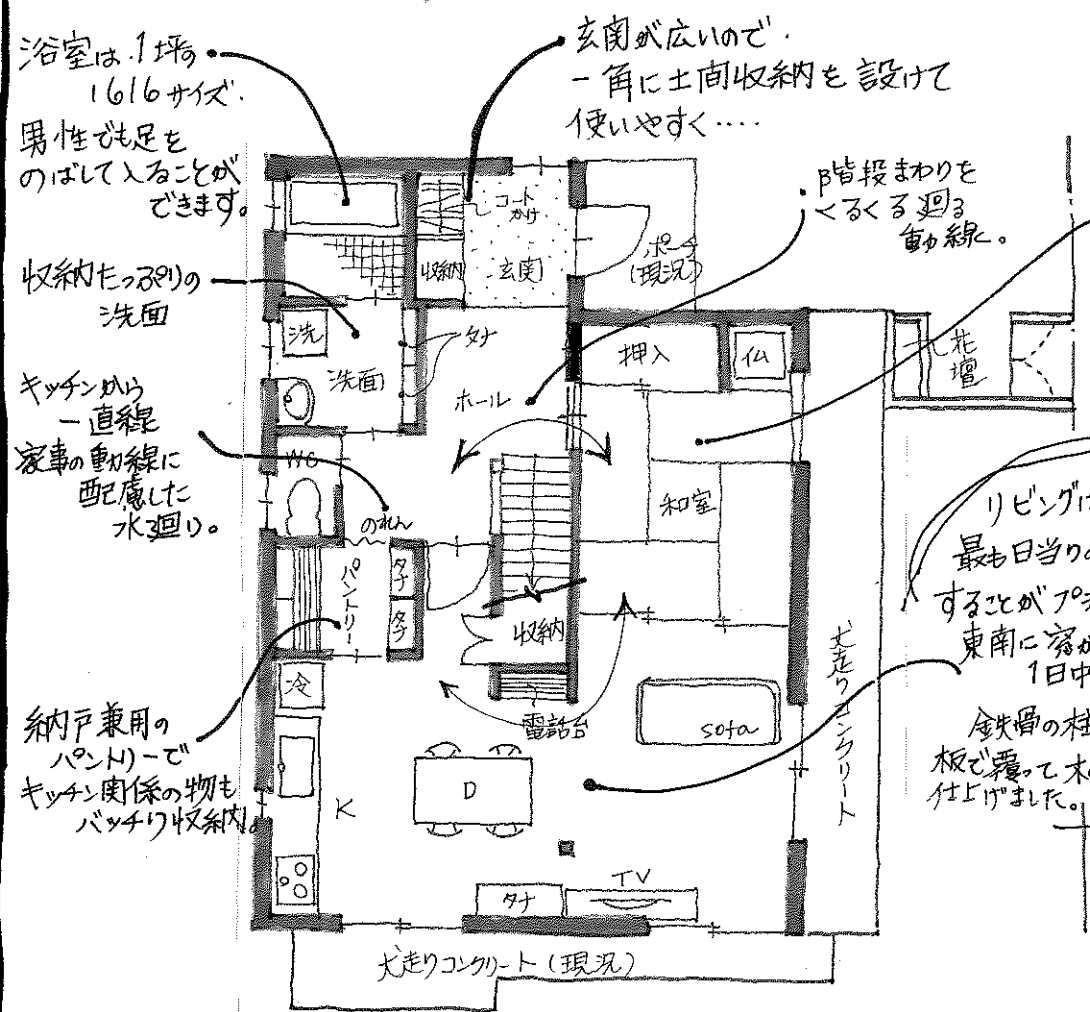 浴室は.1坪の
1616サイズ.
男性でも足を
のばして入ることが
できます。
収納たっぷりの
洗面
キッチンから
一直線
家事の動線に
配慮した
水廻り。
納戸兼用の
パントリーで
キッチン関係の物も
バッチリ収納。
玄関が広いので.
一角に土間収納を設けて
使いやすく....
階段まわりを
くるくる廻る
動線。
リビングに
最も日当りの
することがプラ
東南に窓が
1日中
鉄骨の柱
板で覆って木
仕上げました。
コート
かけ
収納
玄関
ポーチ
(現況)
洗
洗面
タナ
ホール
押入
仏
花
壇
WC
のれん
パントリー
タナ
タナ
収納
和室
冷
電話台
sofa
K
D
タナ
TV
犬走りコンクリート
犬走りコンクリート(現況)